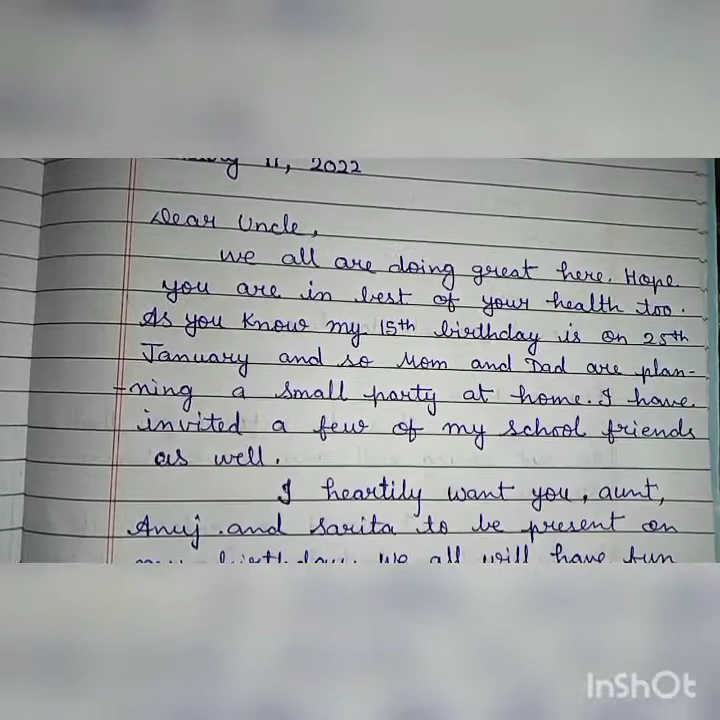 11, 2022
Dear Uncle,
We all are doing great here. Hope
you are in best of your health too.
As you know my 15th birthday is on 25th
January and so Mom and Dad are plan-
-ning a small party at home. I have
invited a few of my school friends
as well.
I heartily want you, aunt,
Anuj and Sarita to be present on
my birthday. We all will have fun
InShOt